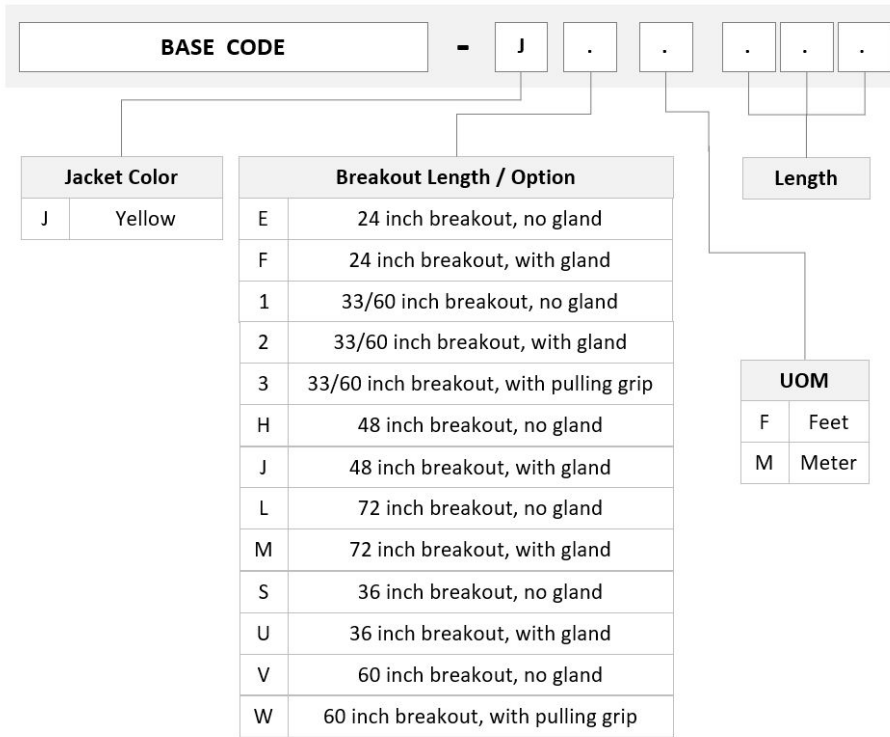 BASE CODE - J . . . . .
Jacket Color
J Yellow
Breakout Length / Option
E 24 inch breakout, no gland
F 24 inch breakout, with gland
1 33/60 inch breakout, no gland
2 33/60 inch breakout, with gland
3 33/60 inch breakout, with pulling grip
H 48 inch breakout, no gland
J 48 inch breakout, with gland
L 72 inch breakout, no gland
M 72 inch breakout, with gland
S 36 inch breakout, no gland
U 36 inch breakout, with gland
V 60 inch breakout, no gland
W 60 inch breakout, with pulling grip
Length
UOM
F Feet
M Meter